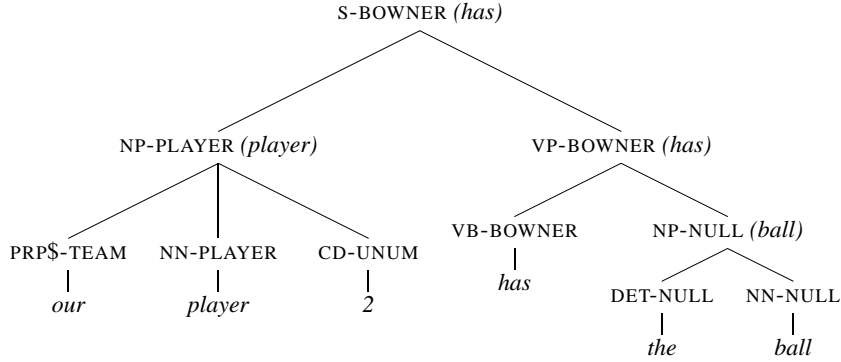 S-BOWNER (has)
NP-PLAYER (player) VP-BOWNER (has)
PRP$-TEAM NN-PLAYER CD-UNUM VB-BOWNER NP-NULL (ball)
our player 2 has
DET-NULL NN-NULL
the ball